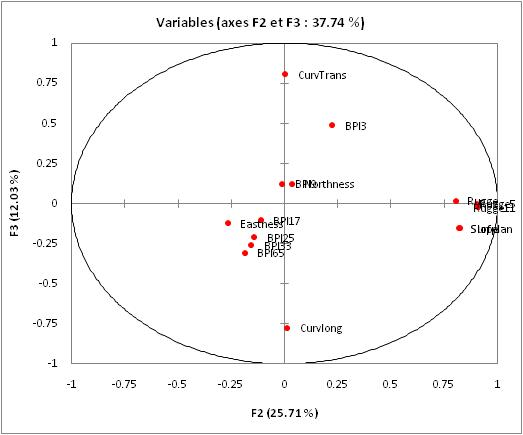 Variables (axes F2 et F3 : 37.74 %)
1
0.75
0.5
0.25
0
-0.25
-0.5
-0.75
-1
F3 (12.03 %)
CurvTrans
BPI3
Northness
BPI17
Eastness
BPI25
BPI33
BPI65
Curvlong
-1 -0.75 -0.5 -0.25 0 0.25 0.5 0.75 1
F2 (25.71 %)